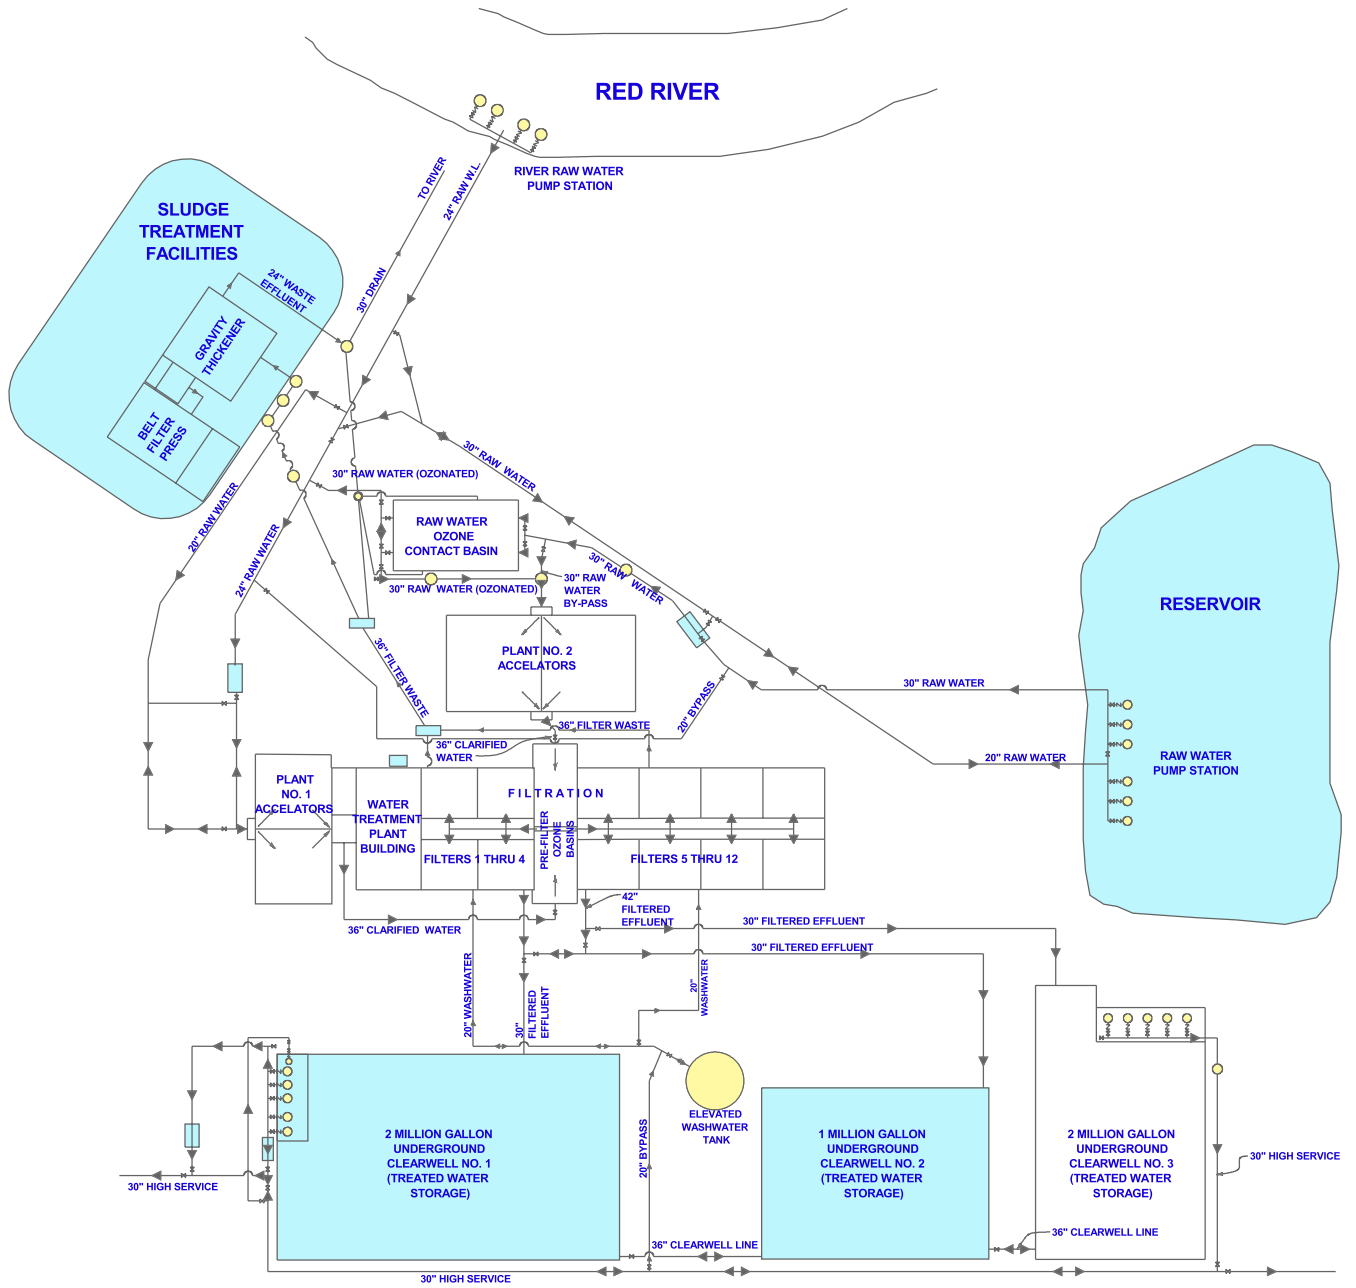 RED RIVER
RIVER RAW WATER
PUMP STATION
TO RIVER
24" RAW W.L.
SLUDGE
TREATMENT
FACILITIES
24" WASTE
EFFLUENT
30" DRAIN
GRAVITY
THICKENER
BELT
FILTER
PRESS
20" RAW WATER
24" RAW WATER
30" RAW WATER (OZONATED)
30" RAW WATER
RAW WATER
OZONE
CONTACT BASIN
30" RAW WATER (OZONATED)
30" RAW
WATER
BY-PASS
30" RAW WATER
RESERVOIR
PLANT NO. 2
ACCELATORS
36" FILTER WASTE
30" RAW WATER
20" BYPASS
36" FILTER WASTE
36" CLARIFIED
WATER
20" RAW WATER
RAW WATER
PUMP STATION
PLANT
NO. 1
ACCELATORS
WATER
TREATMENT
PLANT
BUILDING
FILTRATION
PRE-FILTER
OZONE
BASINS
FILTERS 1 THRU 4
FILTERS 5 THRU 12
42"
FILTERED
EFFLUENT
36" CLARIFIED WATER
30" FILTERED EFFLUENT
30" FILTERED EFFLUENT
20" WASHWATER
30"
FILTERED
EFFLUENT
20"
WASHWATER
ELEVATED
WASHWATER
TANK
2 MILLION GALLON
UNDERGROUND
CLEARWELL NO. 1
(TREATED WATER
STORAGE)
20" BYPASS
1 MILLION GALLON
UNDERGROUND
CLEARWELL NO. 2
(TREATED WATER
STORAGE)
2 MILLION GALLON
UNDERGROUND
CLEARWELL NO. 3
(TREATED WATER
STORAGE)
30" HIGH SERVICE
30" HIGH SERVICE
36" CLEARWELL LINE
36" CLEARWELL LINE
30" HIGH SERVICE